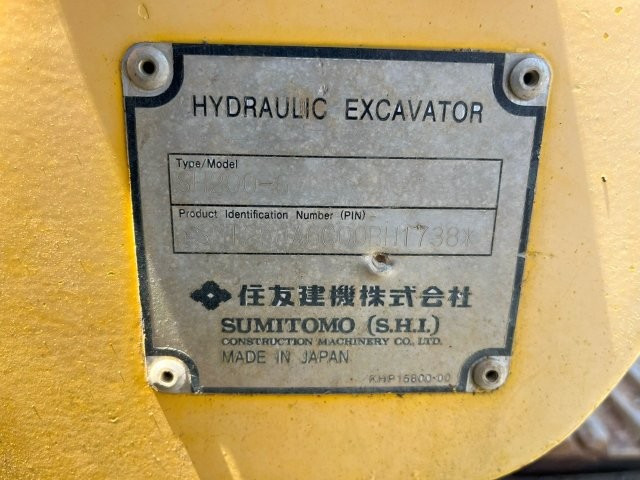 HYDRAULIC EXCAVATOR
Type/Model
Product Identification Number (PIN)
住友建機株式会社
SUMITOMO (S.H.I.)
CONSTRUCTION MACHINERY CO., LTD.
MADE IN JAPAN
KHP15800-00